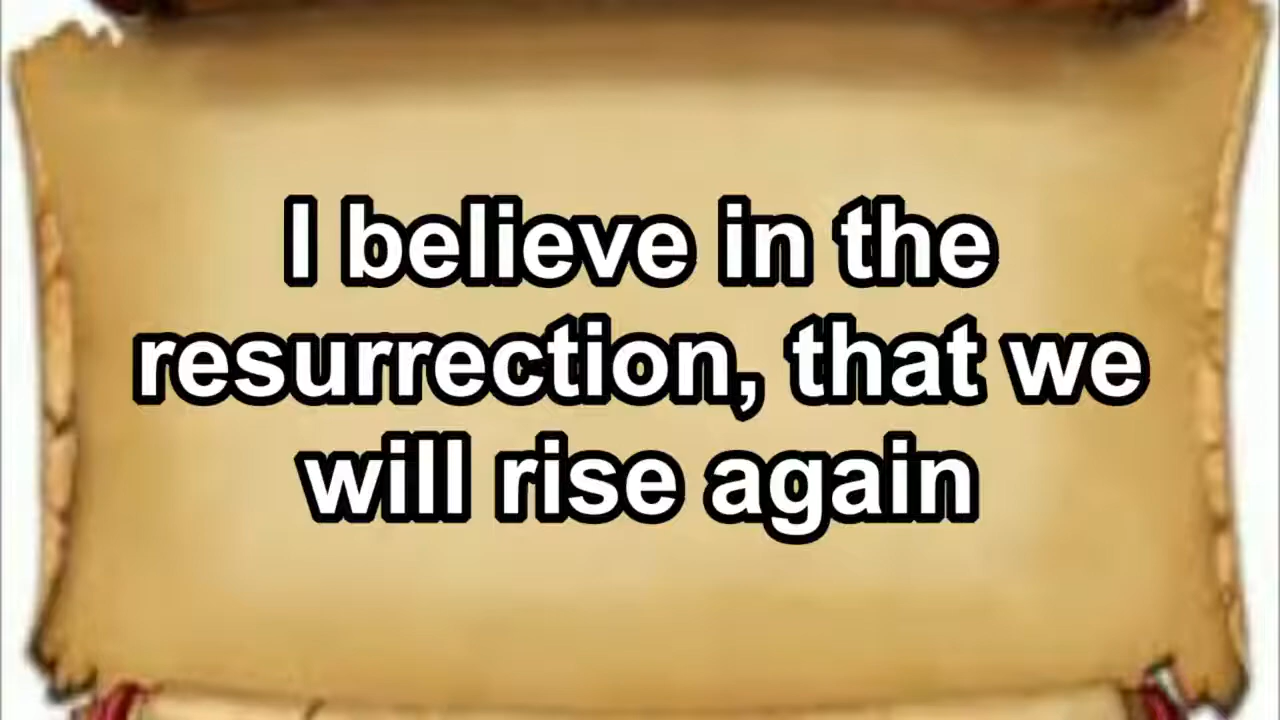 I believe in the
resurrection, that we
will rise again